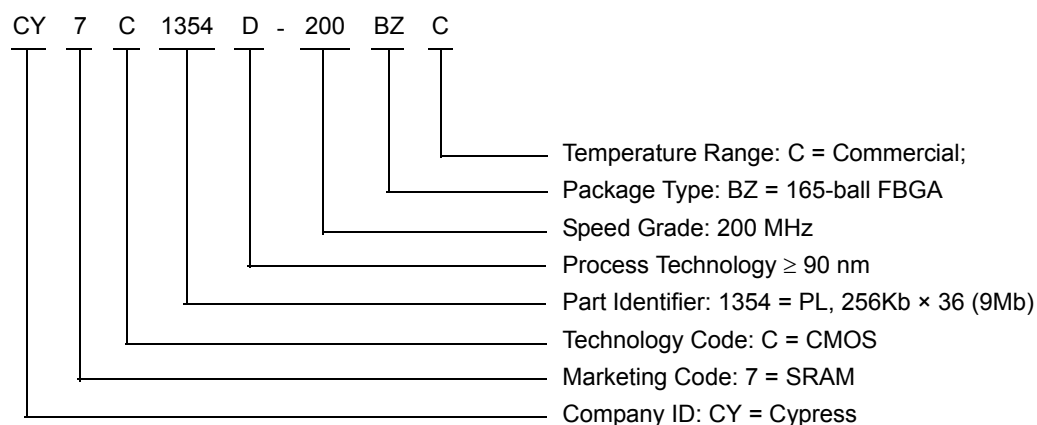 CY 7 C 1354 D - 200 BZ C
Temperature Range: C = Commercial;
Package Type: BZ = 165-ball FBGA
Speed Grade: 200 MHz
Process Technology ≥ 90 nm
Part Identifier: 1354 = PL, 256Kb × 36 (9Mb)
Technology Code: C = CMOS
Marketing Code: 7 = SRAM
Company ID: CY = Cypress